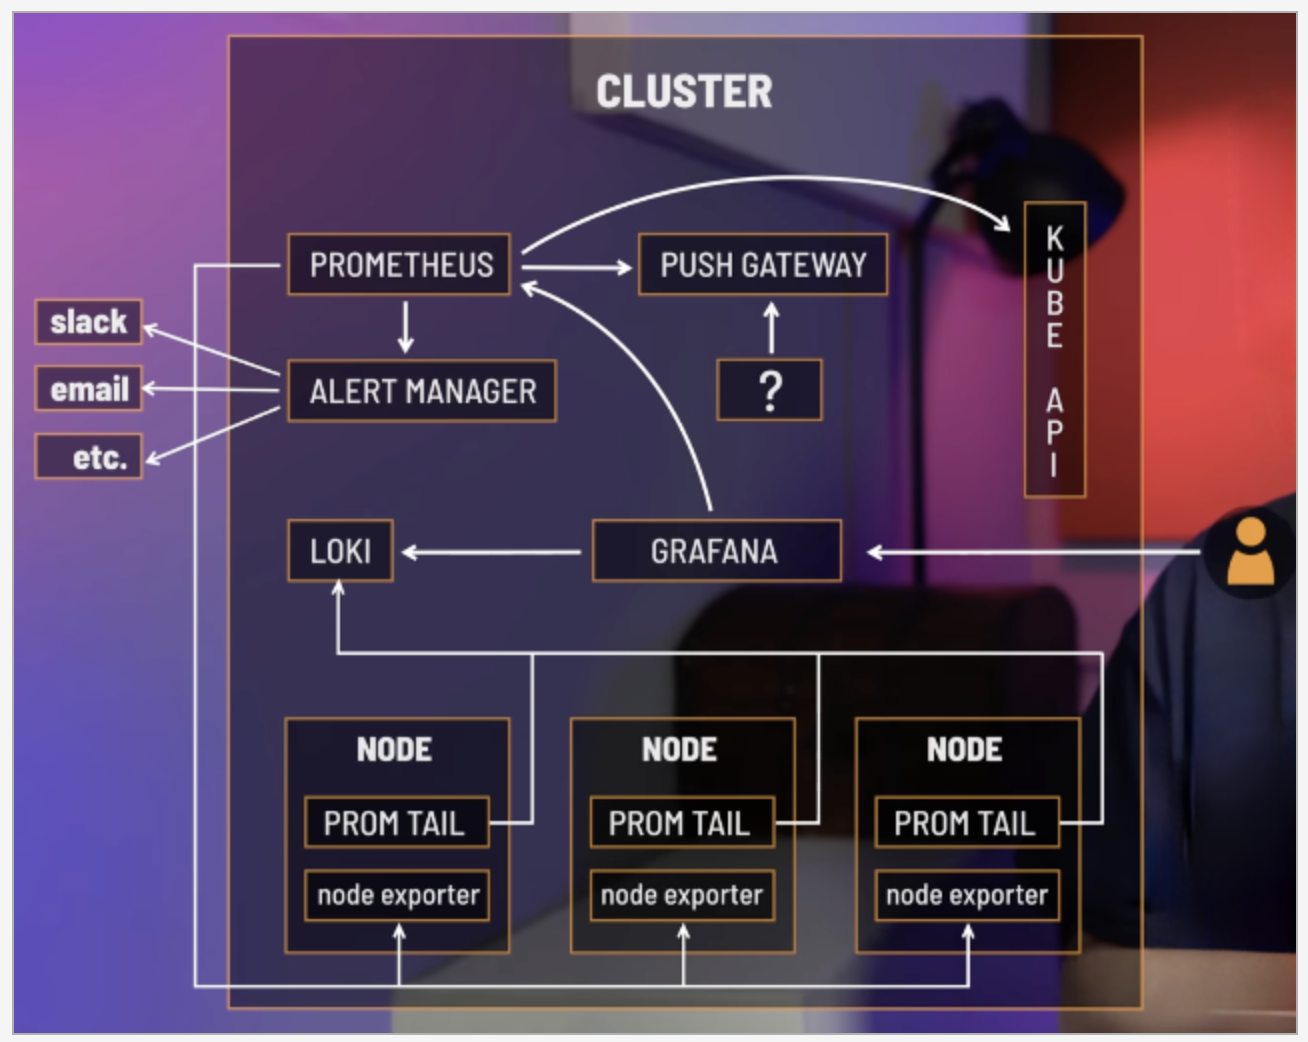 CLUSTER
PROMETHEUS
PUSH GATEWAY
KUBE API
slack
email
etc.
ALERT MANAGER
?
LOKI
GRAFANA
NODE
PROM TAIL
node exporter
NODE
PROM TAIL
node exporter
NODE
PROM TAIL
node exporter